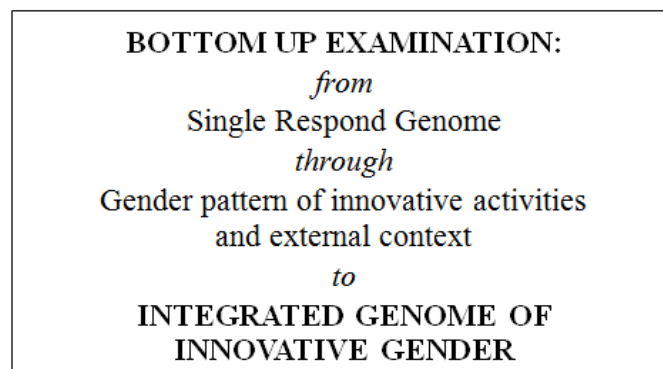 BOTTOM UP EXAMINATION:
from
Single Respond Genome
through
Gender pattern of innovative activities
and external context
to
INTEGRATED GENOME OF
INNOVATIVE GENDER